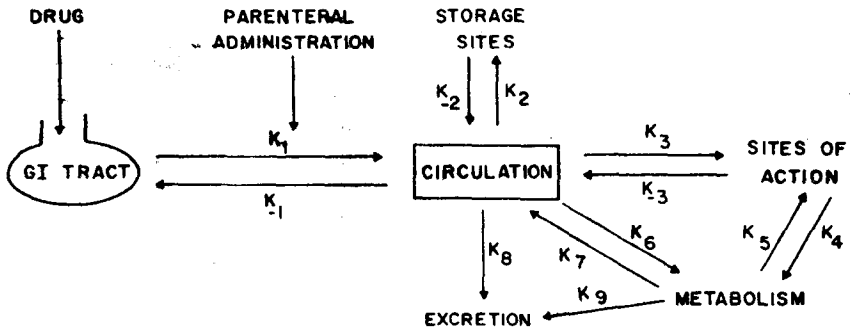 DRUG
PARENTERAL
ADMINISTRATION
STORAGE
SITES
K-2
K2
K1
K3
GI TRACT
CIRCULATION
SITES OF
ACTION
K-1
K-3
K6
K5
K4
K8
K7
K9
METABOLISM
EXCRETION